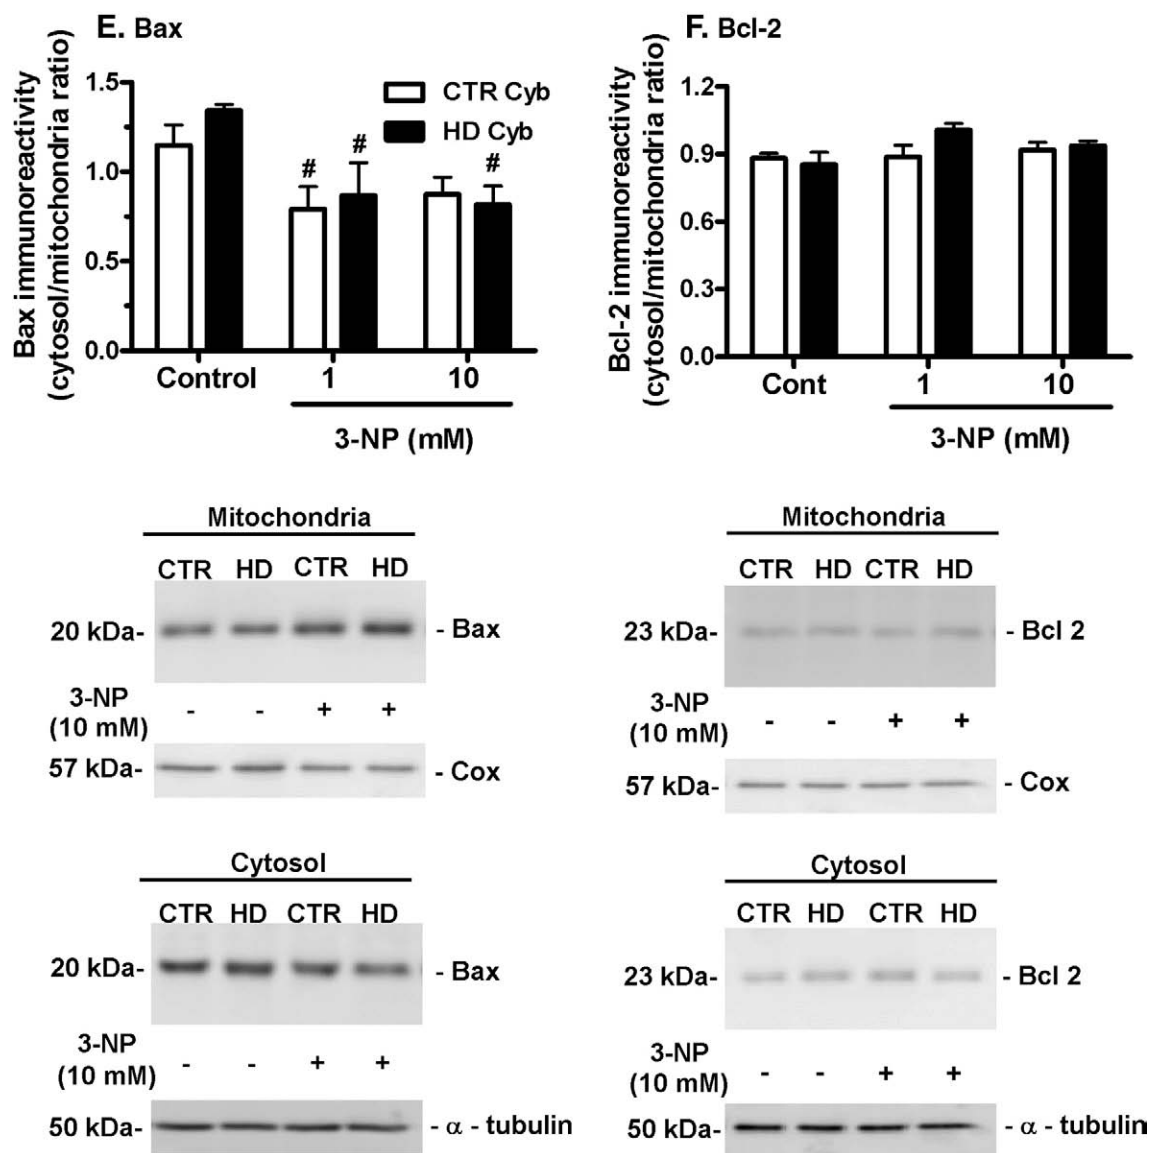 E. Bax
Bax immunoreactivity
(cytosol/mitochondria ratio)
1.5
1.0
0.5
0.0
CTR Cyb
HD Cyb
#
#
#
Control
1
10
3-NP (mM)
F. Bcl-2
Bcl-2 immunoreactivity
(cytosol/mitochondria ratio)
1.2
0.9
0.6
0.3
0.0
Cont
1
10
3-NP (mM)
Mitochondria
CTR HD CTR HD
20 kDa- - Bax
3-NP
(10 mM) - - + +
57 kDa- - Cox
Cytosol
CTR HD CTR HD
20 kDa- - Bax
3-NP
(10 mM) - - + +
50 kDa- - α - tubulin
Mitochondria
CTR HD CTR HD
23 kDa- - Bcl 2
3-NP
(10 mM) - - + +
57 kDa- - Cox
Cytosol
CTR HD CTR HD
23 kDa- - Bcl 2
3-NP
(10 mM) - - + +
50 kDa- - α - tubulin